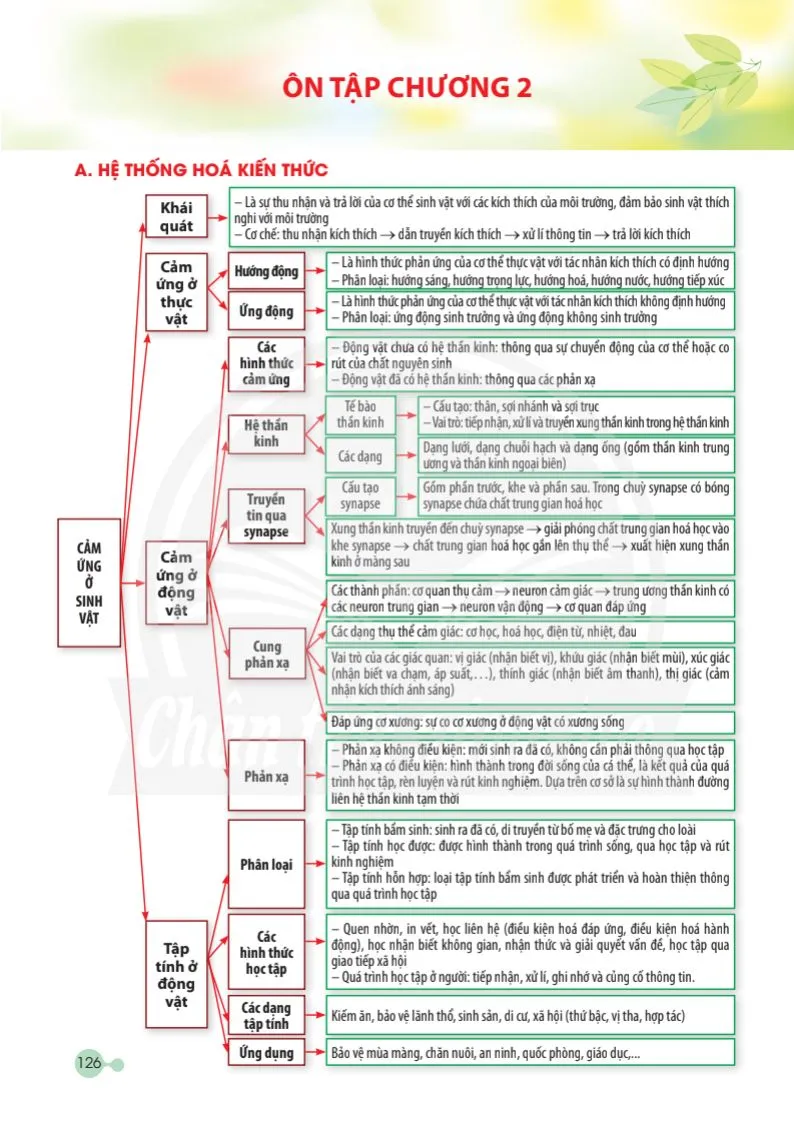 ÔN TẬP CHƯƠNG 2
A. HỆ THỐNG HOÁ KIẾN THỨC
CẢM
ỨNG
Ở
SINH
VẬT
Khái
quát
– Là sự thu nhận và trả lời của cơ thể sinh vật với các kích thích của môi trường, đảm bảo sinh vật thích
nghi với môi trường
– Cơ chế: thu nhận kích thích → dẫn truyền kích thích → xử lí thông tin → trả lời kích thích
Cảm
ứng ở
thực
vật
Hướng động
– Là hình thức phản ứng của cơ thể thực vật với tác nhân kích thích có định hướng
– Phân loại: hướng sáng, hướng trọng lực, hướng hoá, hướng nước, hướng tiếp xúc
Ứng động
– Là hình thức phản ứng của cơ thể thực vật với tác nhân kích thích không định hướng
– Phân loại: ứng động sinh trưởng và ứng động không sinh trưởng
Cảm
ứng ở
động
vật
Các
hình thức
cảm ứng
– Động vật chưa có hệ thần kinh: thông qua sự chuyển động của cơ thể hoặc co
rút của chất nguyên sinh
– Động vật đã có hệ thần kinh: thông qua các phản xạ
Hệ thần
kinh
Tế bào
thần kinh
– Cấu tạo: thân, sợi nhánh và sợi trục
– Vai trò: tiếp nhận, xử lí và truyền xung thần kinh trong hệ thần kinh
Các dạng
Dạng lưới, dạng chuỗi hạch và dạng ống (gồm thần kinh trung
ương và thần kinh ngoại biên)
Truyền
tin qua
synapse
Cấu tạo
synapse
Gồm phần trước, khe và phần sau. Trong chuỳ synapse có bóng
synapse chứa chất trung gian hoá học
Xung thần kinh truyền đến chuỳ synapse → giải phóng chất trung gian hoá học vào
khe synapse → chất trung gian hoá học gắn lên thụ thể → xuất hiện xung thần
kinh ở màng sau
Cung
phản xạ
Các thành phần: cơ quan thụ cảm → neuron cảm giác → trung ương thần kinh có
các neuron trung gian → neuron vận động → cơ quan đáp ứng
Các dạng thụ thể cảm giác: cơ học, hoá học, điện từ, nhiệt, đau
Vai trò của các giác quan: vị giác (nhận biết vị), khứu giác (nhận biết mùi), xúc giác
(nhận biết va chạm, áp suất,…), thính giác (nhận biết âm thanh), thị giác (cảm
nhận kích thích ánh sáng)
Đáp ứng cơ xương: sự co cơ xương ở động vật có xương sống
Phản xạ
– Phản xạ không điều kiện: mới sinh ra đã có, không cần phải thông qua học tập
– Phản xạ có điều kiện: hình thành trong đời sống của cá thể, là kết quả của quá
trình học tập, rèn luyện và rút kinh nghiệm. Dựa trên cơ sở là sự hình thành đường
liên hệ thần kinh tạm thời
Tập
tính ở
động
vật
Phân loại
– Tập tính bẩm sinh: sinh ra đã có, di truyền từ bố mẹ và đặc trưng cho loài
– Tập tính học được: được hình thành trong quá trình sống, qua học tập và rút
kinh nghiệm
– Tập tính hỗn hợp: loại tập tính bẩm sinh được phát triển và hoàn thiện thông
qua quá trình học tập
Các
hình thức
học tập
– Quen nhờn, in vết, học liên hệ (điều kiện hoá đáp ứng, điều kiện hoá hành
động), học nhận biết không gian, nhận thức và giải quyết vấn đề, học tập qua
giao tiếp xã hội
– Quá trình học tập ở người: tiếp nhận, xử lí, ghi nhớ và củng cố thông tin.
Các dạng
tập tính
Kiếm ăn, bảo vệ lãnh thổ, sinh sản, di cư, xã hội (thứ bậc, vị tha, hợp tác)
Ứng dụng
Bảo vệ mùa màng, chăn nuôi, an ninh, quốc phòng, giáo dục,...
126